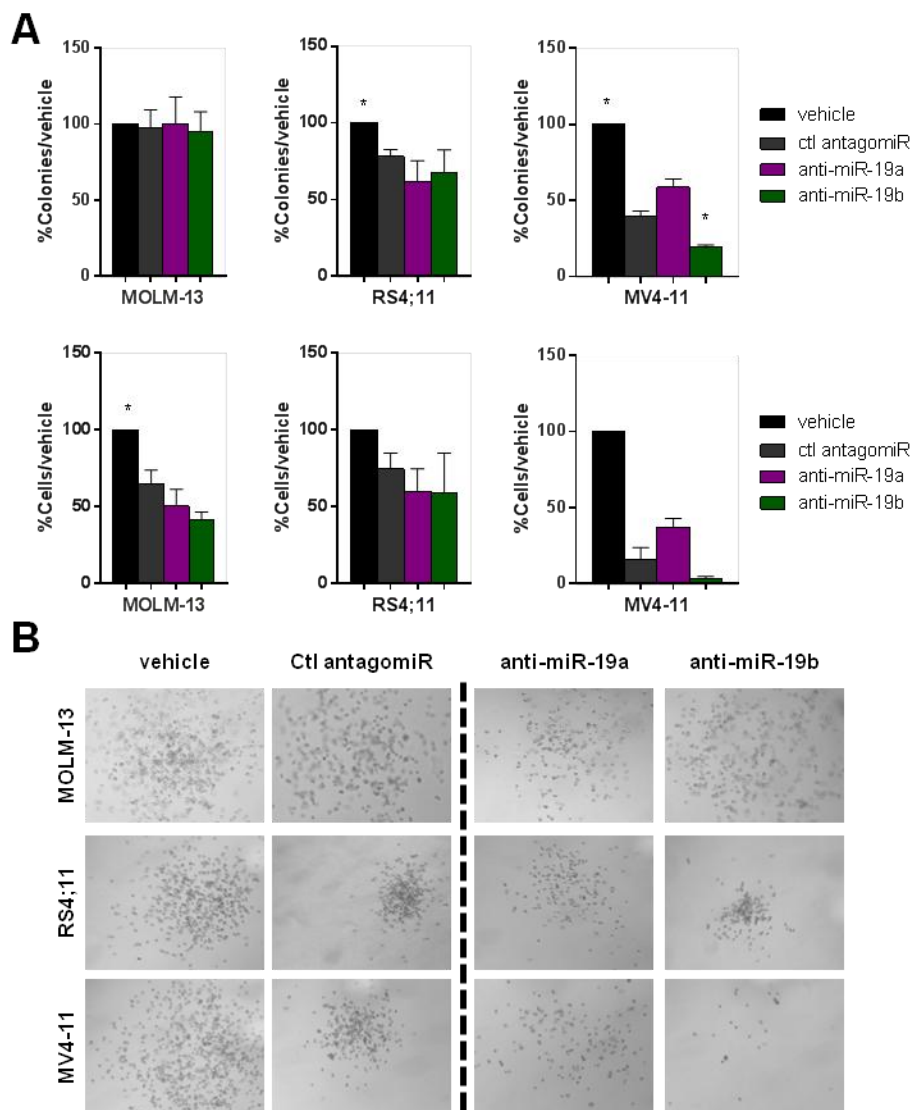 A
150
100
50
0
%Colonies/vehicle
MOLM-13
150
*
100
50
0
%Colonies/vehicle
RS4;11
150
*
100
50
*
0
%Colonies/vehicle
MV4-11
vehicle
ctl antagomiR
anti-miR-19a
anti-miR-19b
150
*
100
50
0
%Cells/vehicle
MOLM-13
150
100
50
0
%Cells/vehicle
RS4;11
150
100
50
0
%Cells/vehicle
MV4-11
vehicle
ctl antagomiR
anti-miR-19a
anti-miR-19b
B
vehicle Ctl antagomiR anti-miR-19a anti-miR-19b
MOLM-13
RS4;11
MV4-11